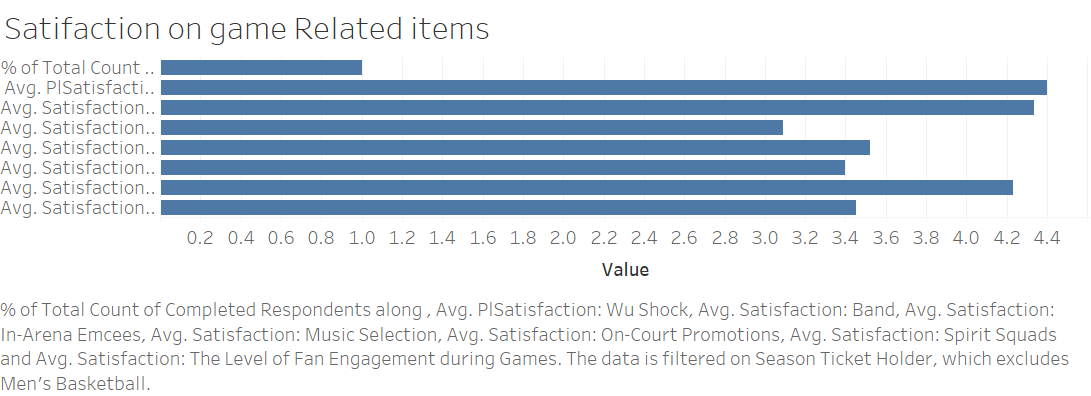 Satifaction on game Related items
% of Total Count ..
Avg. PlSatisfacti..
Avg. Satisfaction..
Avg. Satisfaction..
Avg. Satisfaction..
Avg. Satisfaction..
Avg. Satisfaction..
Avg. Satisfaction..
0.2 0.4 0.6 0.8 1.0 1.2 1.4 1.6 1.8 2.0 2.2 2.4 2.6 2.8 3.0 3.2 3.4 3.6 3.8 4.0 4.2 4.4
Value
% of Total Count of Completed Respondents along , Avg. PlSatisfaction: Wu Shock, Avg. Satisfaction: Band, Avg. Satisfaction:
In-Arena Emcees, Avg. Satisfaction: Music Selection, Avg. Satisfaction: On-Court Promotions, Avg. Satisfaction: Spirit Squads
and Avg. Satisfaction: The Level of Fan Engagement during Games. The data is filtered on Season Ticket Holder, which excludes
Men’s Basketball.